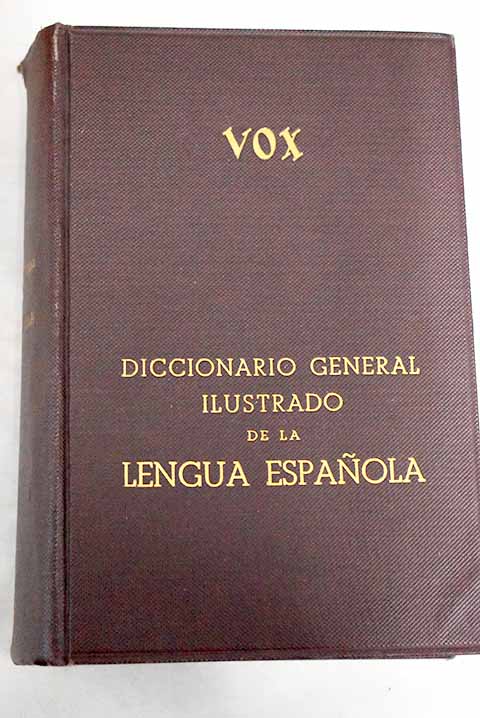 VOX
DICCIONARIO GENERAL
ILUSTRADO
DE LA
LENGUA ESPAÑOLA